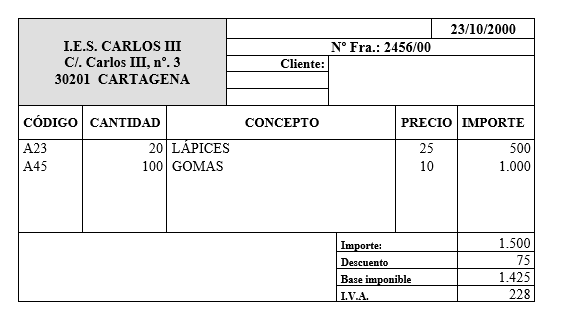 23/10/2000
I.E.S. CARLOS III
C/. Carlos III, nº. 3
30201 CARTAGENA
Nº Fra.: 2456/00
Cliente:
CÓDIGO CANTIDAD CONCEPTO PRECIO IMPORTE
A23 20 LÁPICES 25 500
A45 100 GOMAS 10 1.000
Importe: 1.500
Descuento 75
Base imponible 1.425
I.V.A. 228